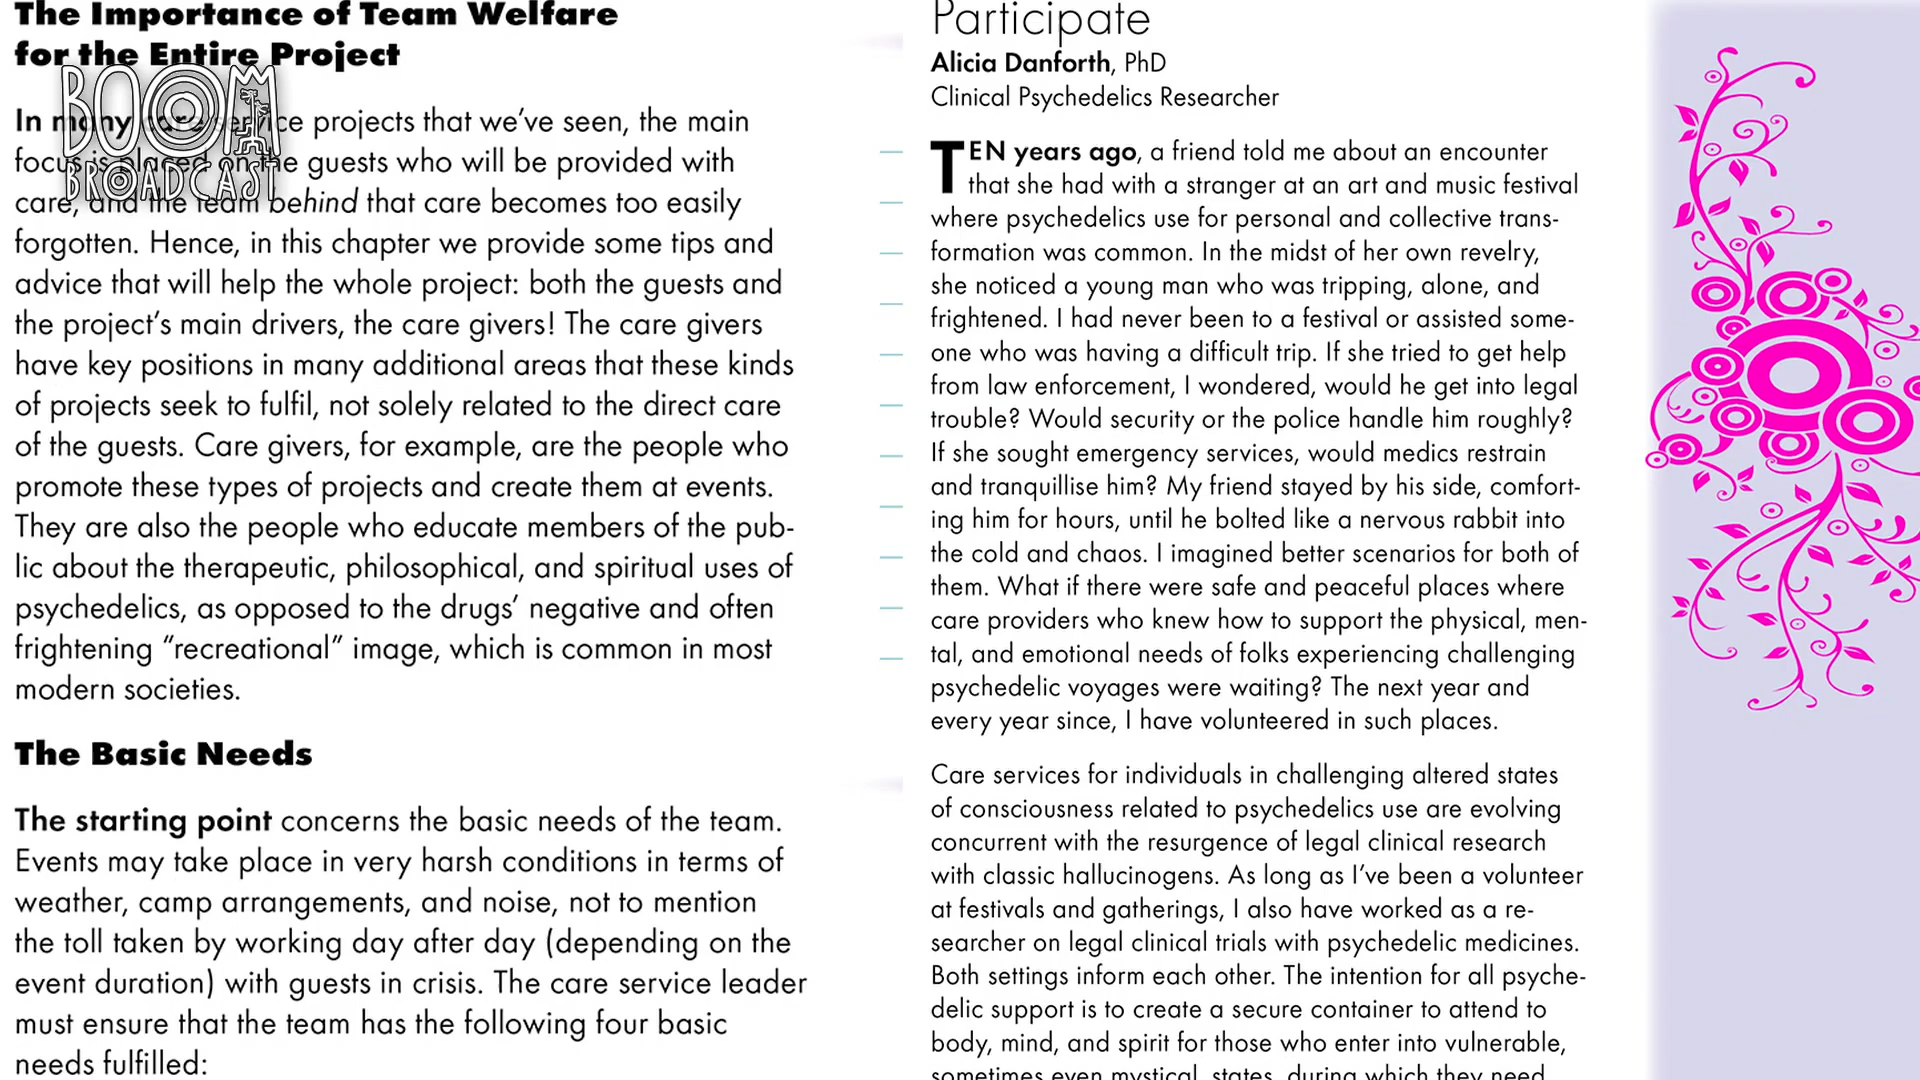 The Importance of Team Welfare
for the Entire Project
In many care service projects that we've seen, the main
focus is placed on the guests who will be provided with
care, and the team behind that care becomes too easily
forgotten. Hence, in this chapter we provide some tips and
advice that will help the whole project: both the guests and
the project's main drivers, the care givers! The care givers
have key positions in many additional areas that these kinds
of projects seek to fulfil, not solely related to the direct care
of the guests. Care givers, for example, are the people who
promote these types of projects and create them at events.
They are also the people who educate members of the pub-
lic about the therapeutic, philosophical, and spiritual uses of
psychedelics, as opposed to the drugs' negative and often
frightening “recreational” image, which is common in most
modern societies.
The Basic Needs
The starting point concerns the basic needs of the team.
Events may take place in very harsh conditions in terms of
weather, camp arrangements, and noise, not to mention
the toll taken by working day after day (depending on the
event duration) with guests in crisis. The care service leader
must ensure that the team has the following four basic
needs fulfilled:
BOOM
BROADCAST
Participate
Alicia Danforth, PhD
Clinical Psychedelics Researcher
TEN years ago, a friend told me about an encounter
that she had with a stranger at an art and music festival
where psychedelics use for personal and collective trans-
formation was common. In the midst of her own revelry,
she noticed a young man who was tripping, alone, and
frightened. I had never been to a festival or assisted some-
one who was having a difficult trip. If she tried to get help
from law enforcement, I wondered, would he get into legal
trouble? Would security or the police handle him roughly?
If she sought emergency services, would medics restrain
and tranquillise him? My friend stayed by his side, comfort-
ing him for hours, until he bolted like a nervous rabbit into
the cold and chaos. I imagined better scenarios for both of
them. What if there were safe and peaceful places where
care providers who knew how to support the physical, men-
tal, and emotional needs of folks experiencing challenging
psychedelic voyages were waiting? The next year and
every year since, I have volunteered in such places.
Care services for individuals in challenging altered states
of consciousness related to psychedelics use are evolving
concurrent with the resurgence of legal clinical research
with classic hallucinogens. As long as I've been a volunteer
at festivals and gatherings, I also have worked as a re-
searcher on legal clinical trials with psychedelic medicines.
Both settings inform each other. The intention for all psyche-
delic support is to create a secure container to attend to
body, mind, and spirit for those who enter into vulnerable,
sometimes even mystical, states, during which they need